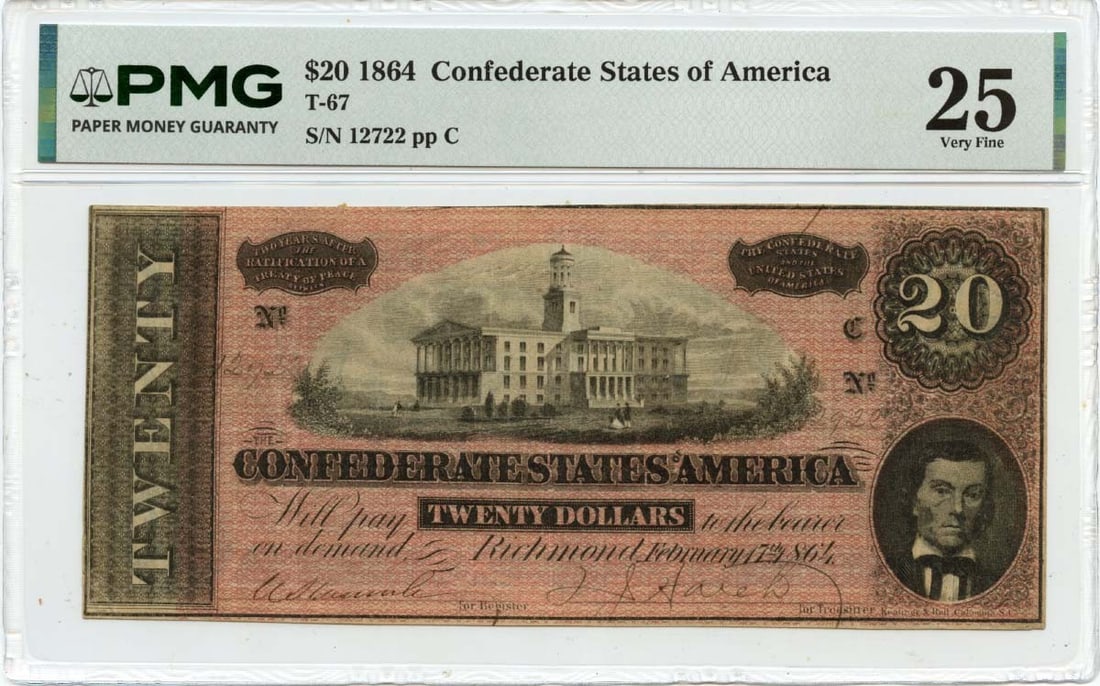 PMG
PAPER MONEY GUARANTY
$20 1864 Confederate States of America
T-67
S/N 12722 pp C
25
Very Fine
TWENTY
TWO YEARS AFTER
THE
RATIFICATION OF A
TREATY OF PEACE
THE CONFEDERATE
STATES
AND THE
UNITED STATES
OF AMERICA
20
No
C
No
THE
CONFEDERATE STATES OF AMERICA
Will pay TWENTY DOLLARS to the bearer
on demand Richmond February 17th 1864
for Register
for Treasurer